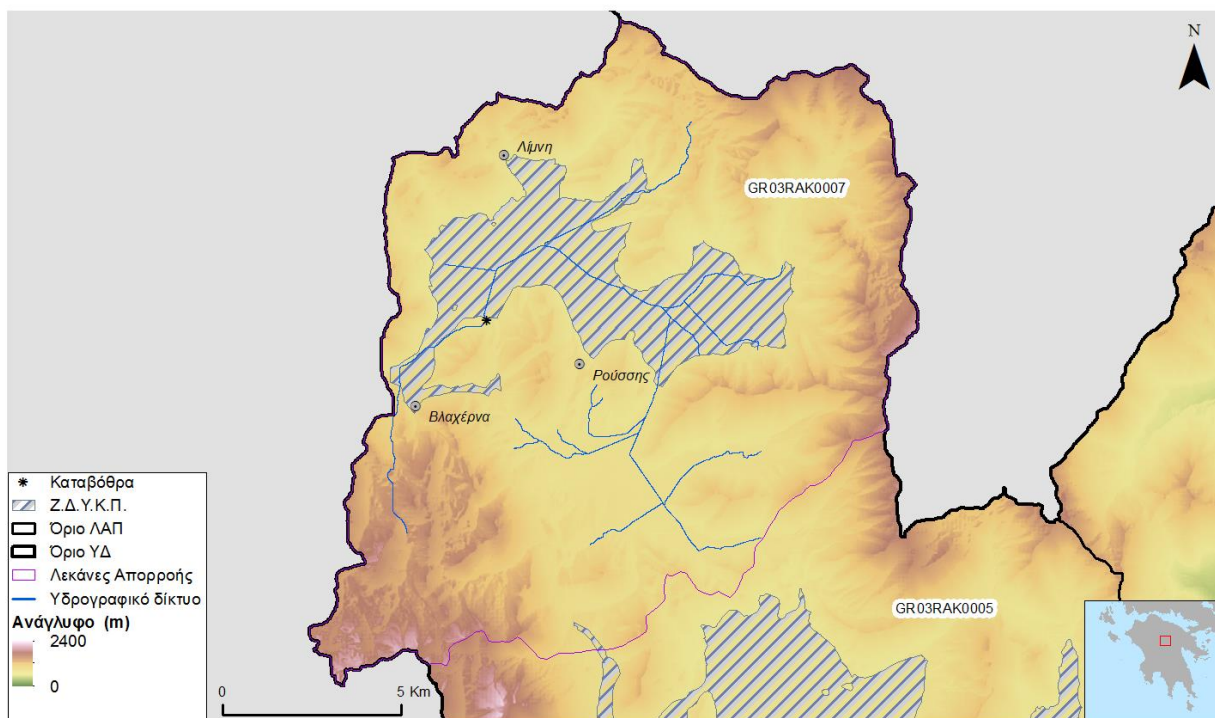 N
Λίμνη
GR03RAK0007
Ρούσσης
Βλαχέρνα
Καταβόθρα
Ζ.Δ.Υ.Κ.Π.
Όριο ΛΑΠ
Όριο ΥΔ
Λεκάνες Απορροής
Υδρογραφικό δίκτυο
Ανάγλυφο (m)
2400
0
0 5 Km
GR03RAK0005